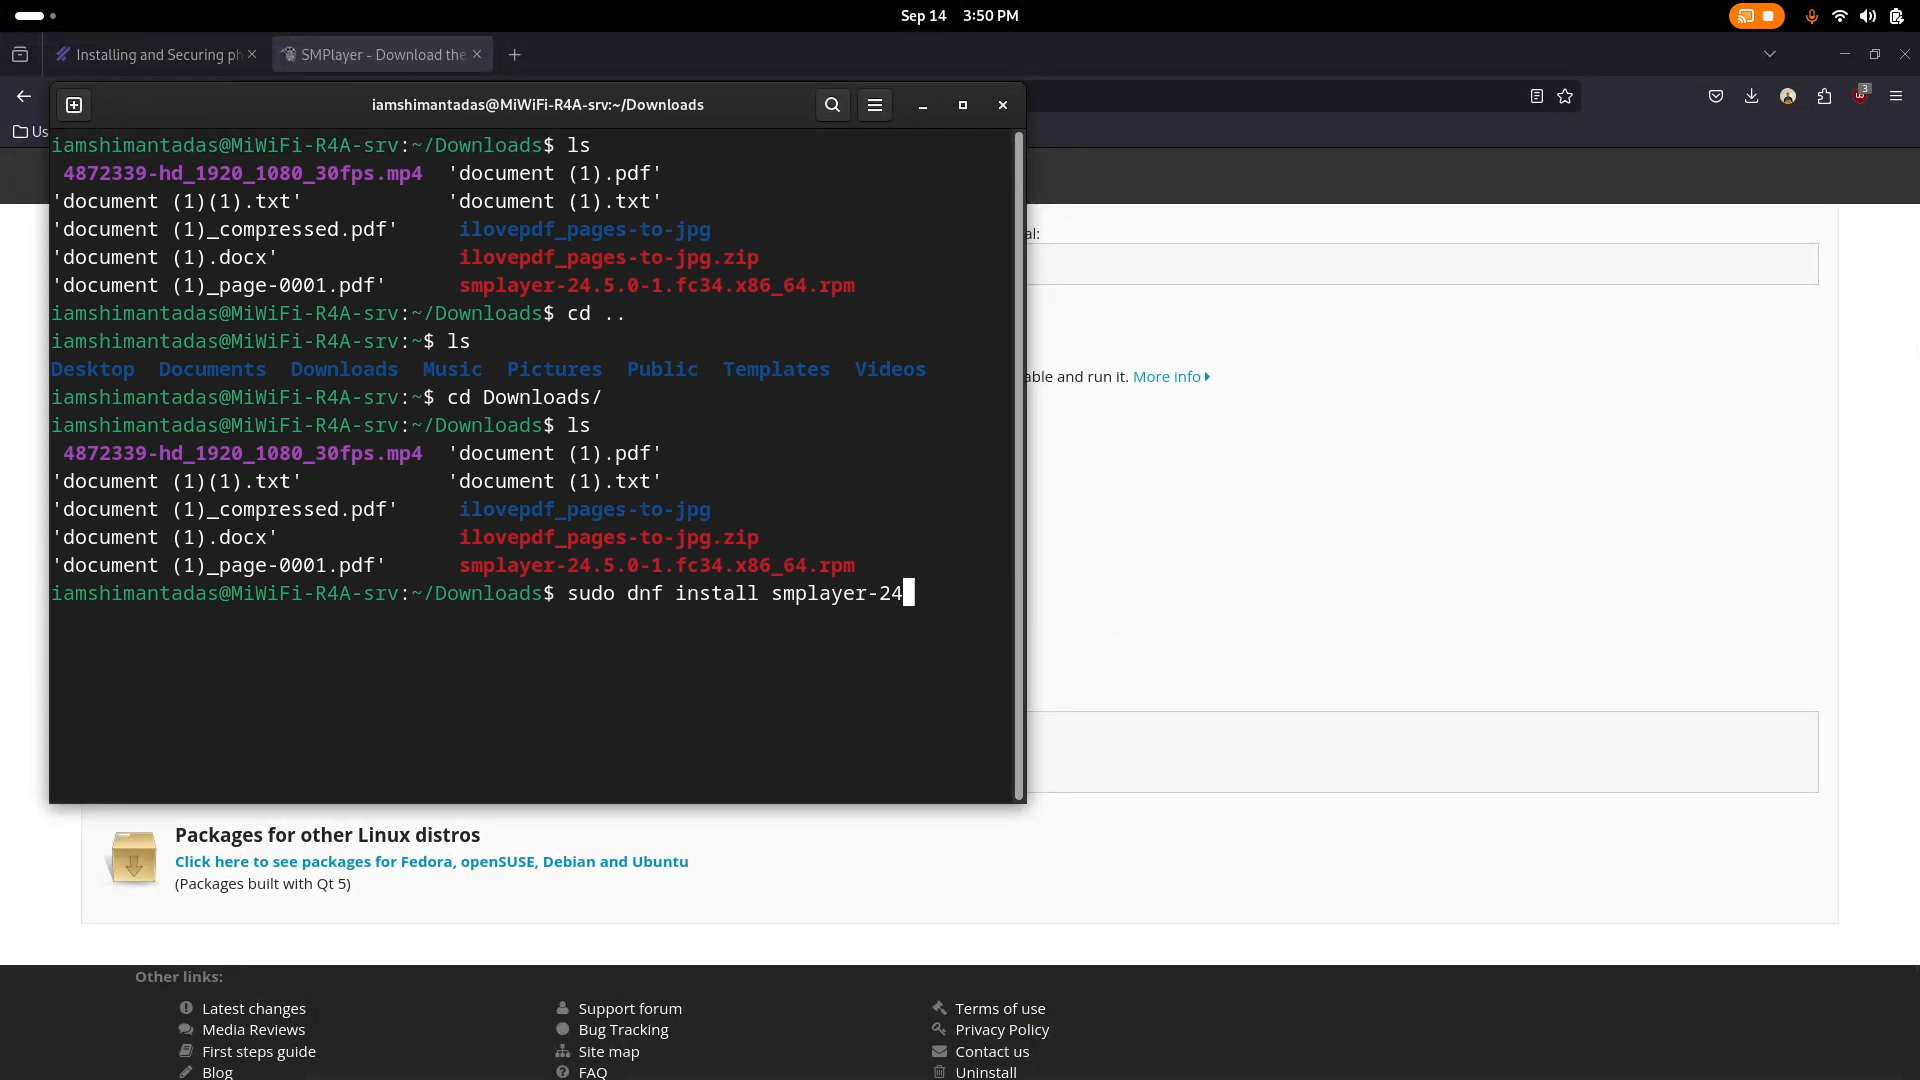 Sep 14 3:50 PM
Installing and Securing ph
SMPlayer - Download the
3
Us
iamshimantadas@MiWiFi-R4A-srv:~/Downloads
iamshimantadas@MiWiFi-R4A-srv:~/Downloads$ ls
4872339-hd_1920_1080_30fps.mp4 'document (1).pdf'
'document (1)(1).txt' 'document (1).txt'
'document (1)_compressed.pdf' ilovepdf_pages-to-jpg
'document (1).docx' ilovepdf_pages-to-jpg.zip
'document (1)_page-0001.pdf' smplayer-24.5.0-1.fc34.x86_64.rpm
iamshimantadas@MiWiFi-R4A-srv:~/Downloads$ cd ..
iamshimantadas@MiWiFi-R4A-srv:~$ ls
Desktop Documents Downloads Music Pictures Public Templates Videos
iamshimantadas@MiWiFi-R4A-srv:~$ cd Downloads/
iamshimantadas@MiWiFi-R4A-srv:~/Downloads$ ls
4872339-hd_1920_1080_30fps.mp4 'document (1).pdf'
'document (1)(1).txt' 'document (1).txt'
'document (1)_compressed.pdf' ilovepdf_pages-to-jpg
'document (1).docx' ilovepdf_pages-to-jpg.zip
'document (1)_page-0001.pdf' smplayer-24.5.0-1.fc34.x86_64.rpm
iamshimantadas@MiWiFi-R4A-srv:~/Downloads$ sudo dnf install smplayer-24
al:
able and run it. More info
Packages for other Linux distros
Click here to see packages for Fedora, openSUSE, Debian and Ubuntu
(Packages built with Qt 5)
Other links:
Latest changes
Media Reviews
First steps guide
Blog
Support forum
Bug Tracking
Site map
FAQ
Terms of use
Privacy Policy
Contact us
Uninstall